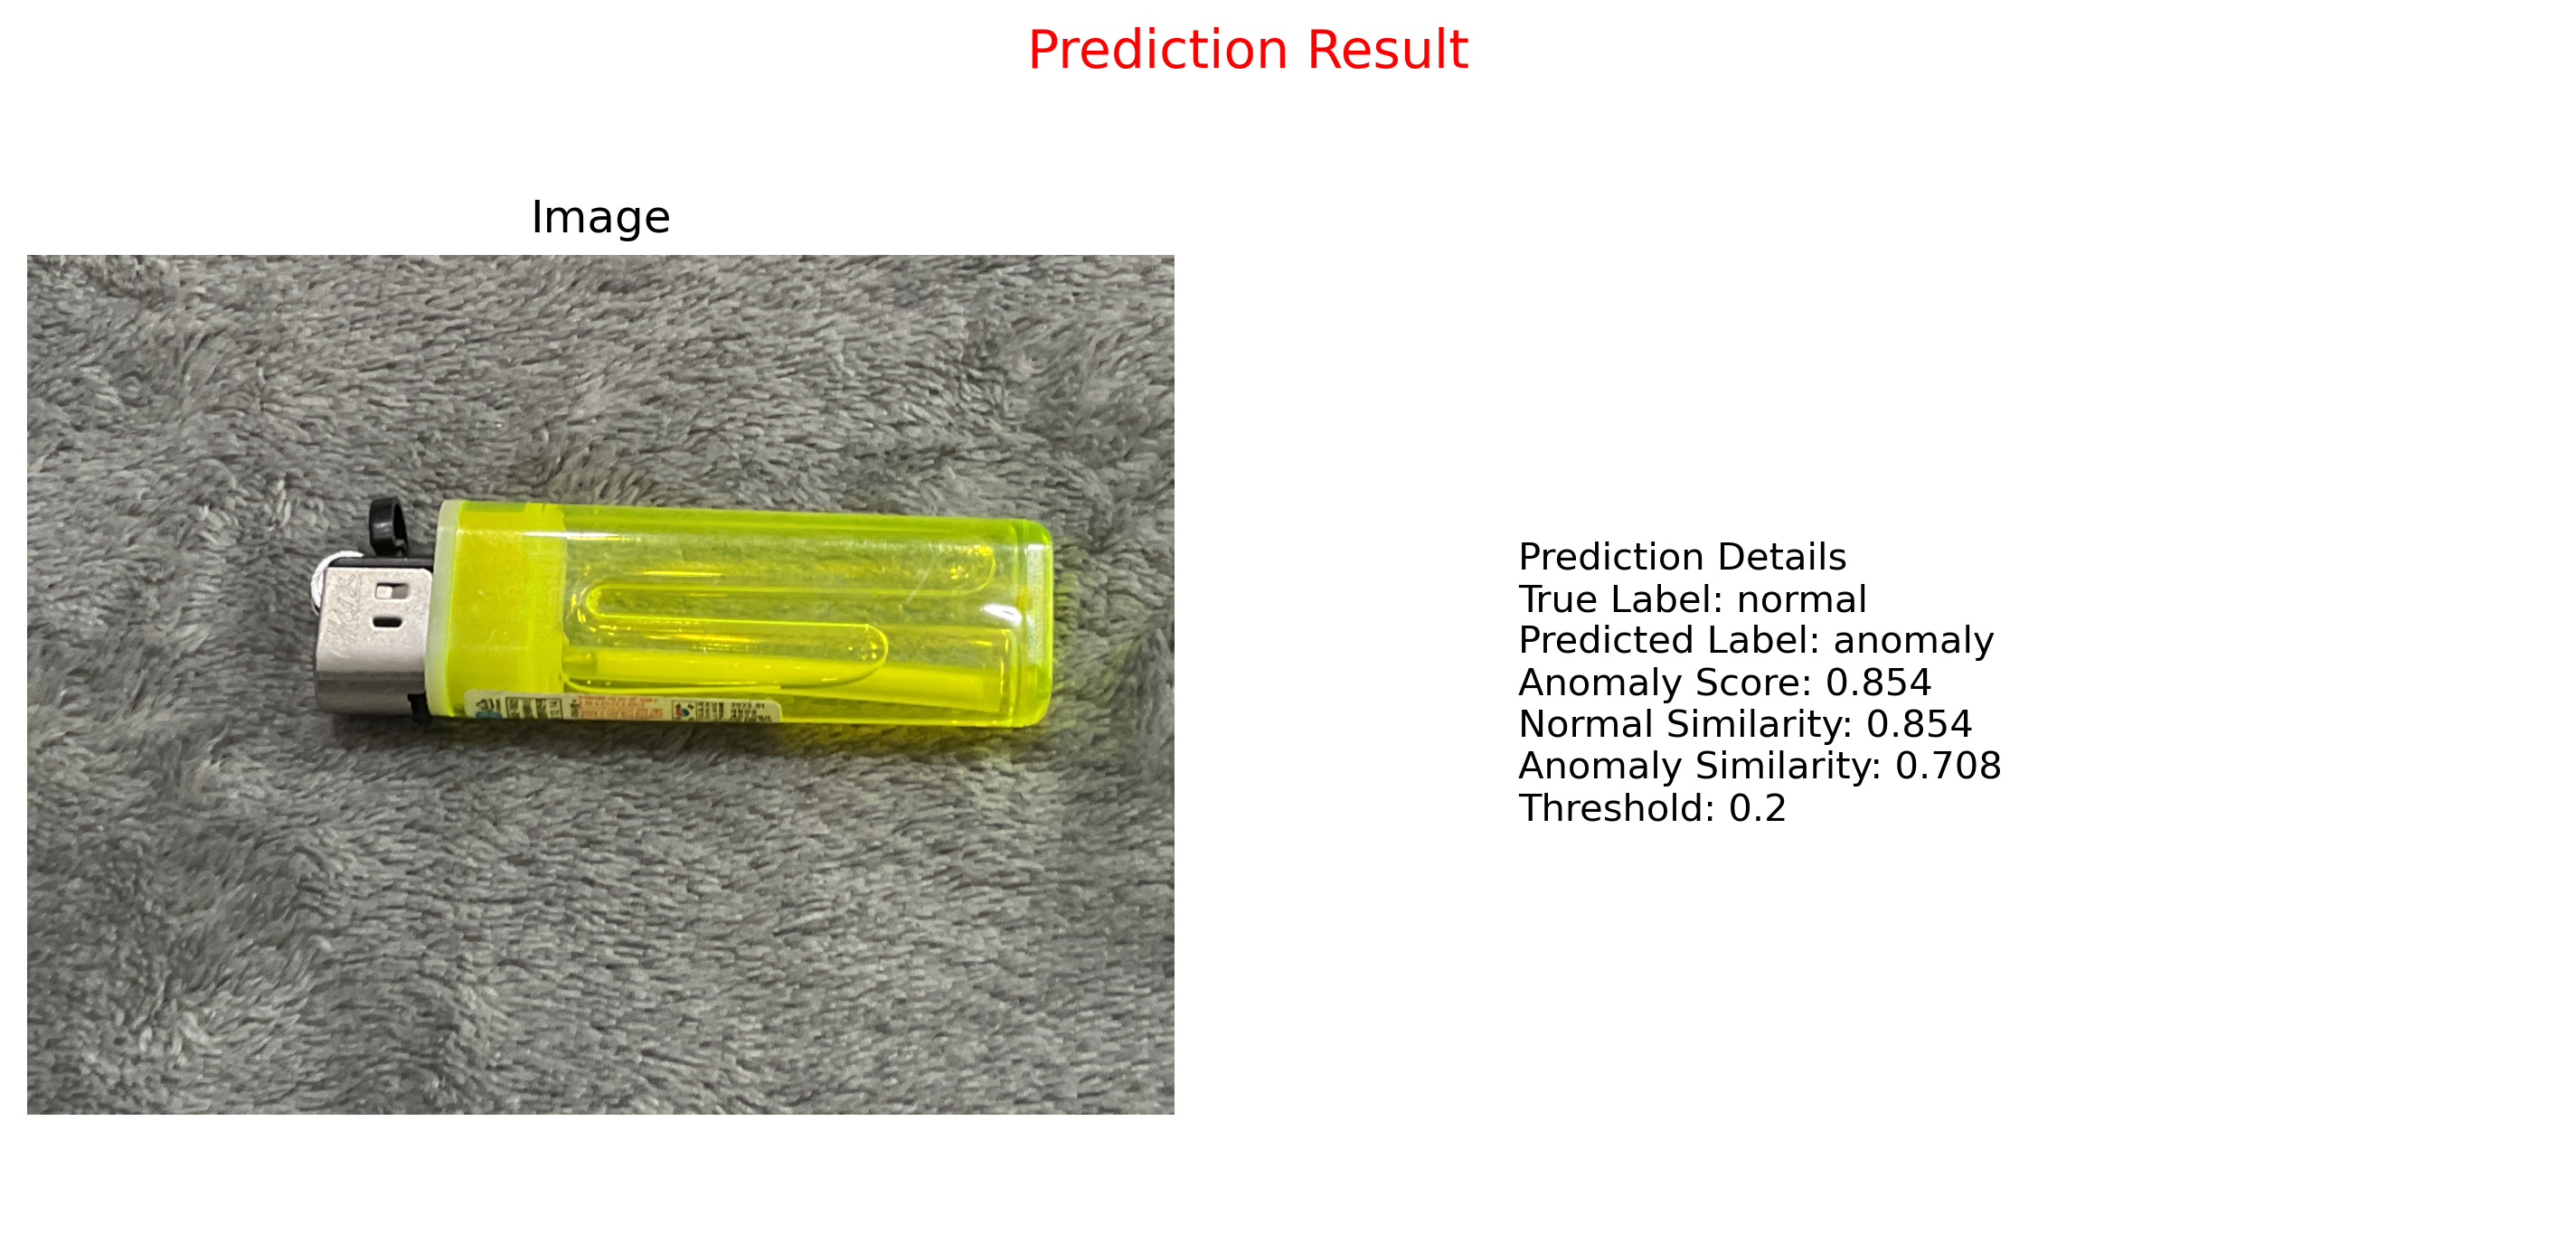 Prediction Result
Image
Prediction Details
True Label: normal
Predicted Label: anomaly
Anomaly Score: 0.854
Normal Similarity: 0.854
Anomaly Similarity: 0.708
Threshold: 0.2